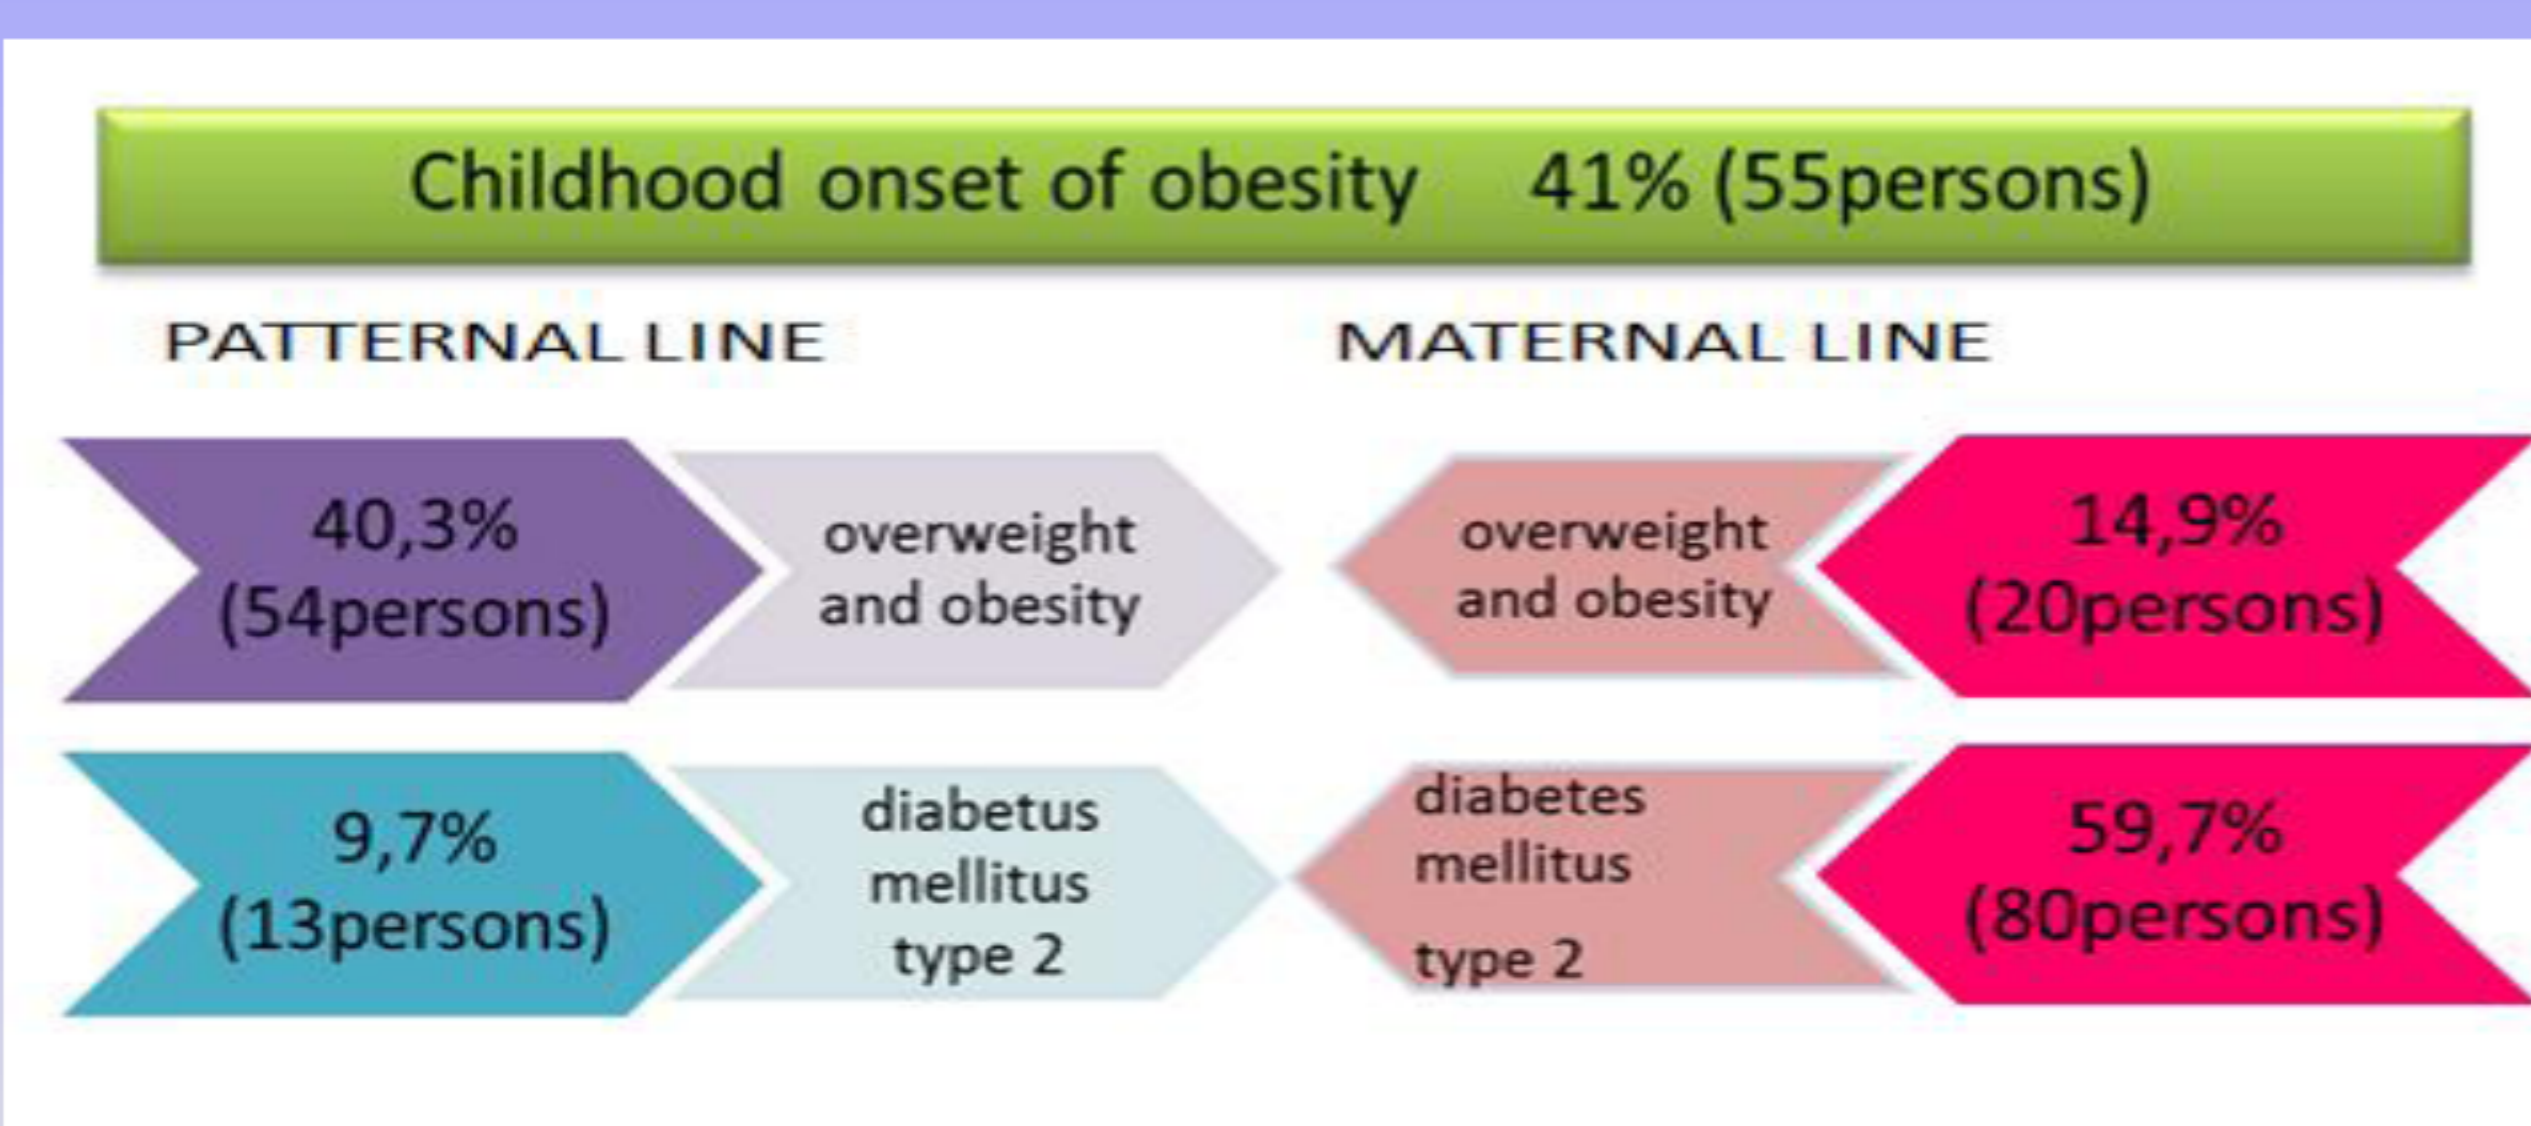 Childhood onset of obesity 41% (55persons)
PATTERNAL LINE
MATERNAL LINE
40,3%
(54persons)
overweight
and obesity
overweight
and obesity
14,9%
(20persons)
9,7%
(13persons)
diabetus
mellitus
type 2
diabetes
mellitus
type 2
59,7%
(80persons)